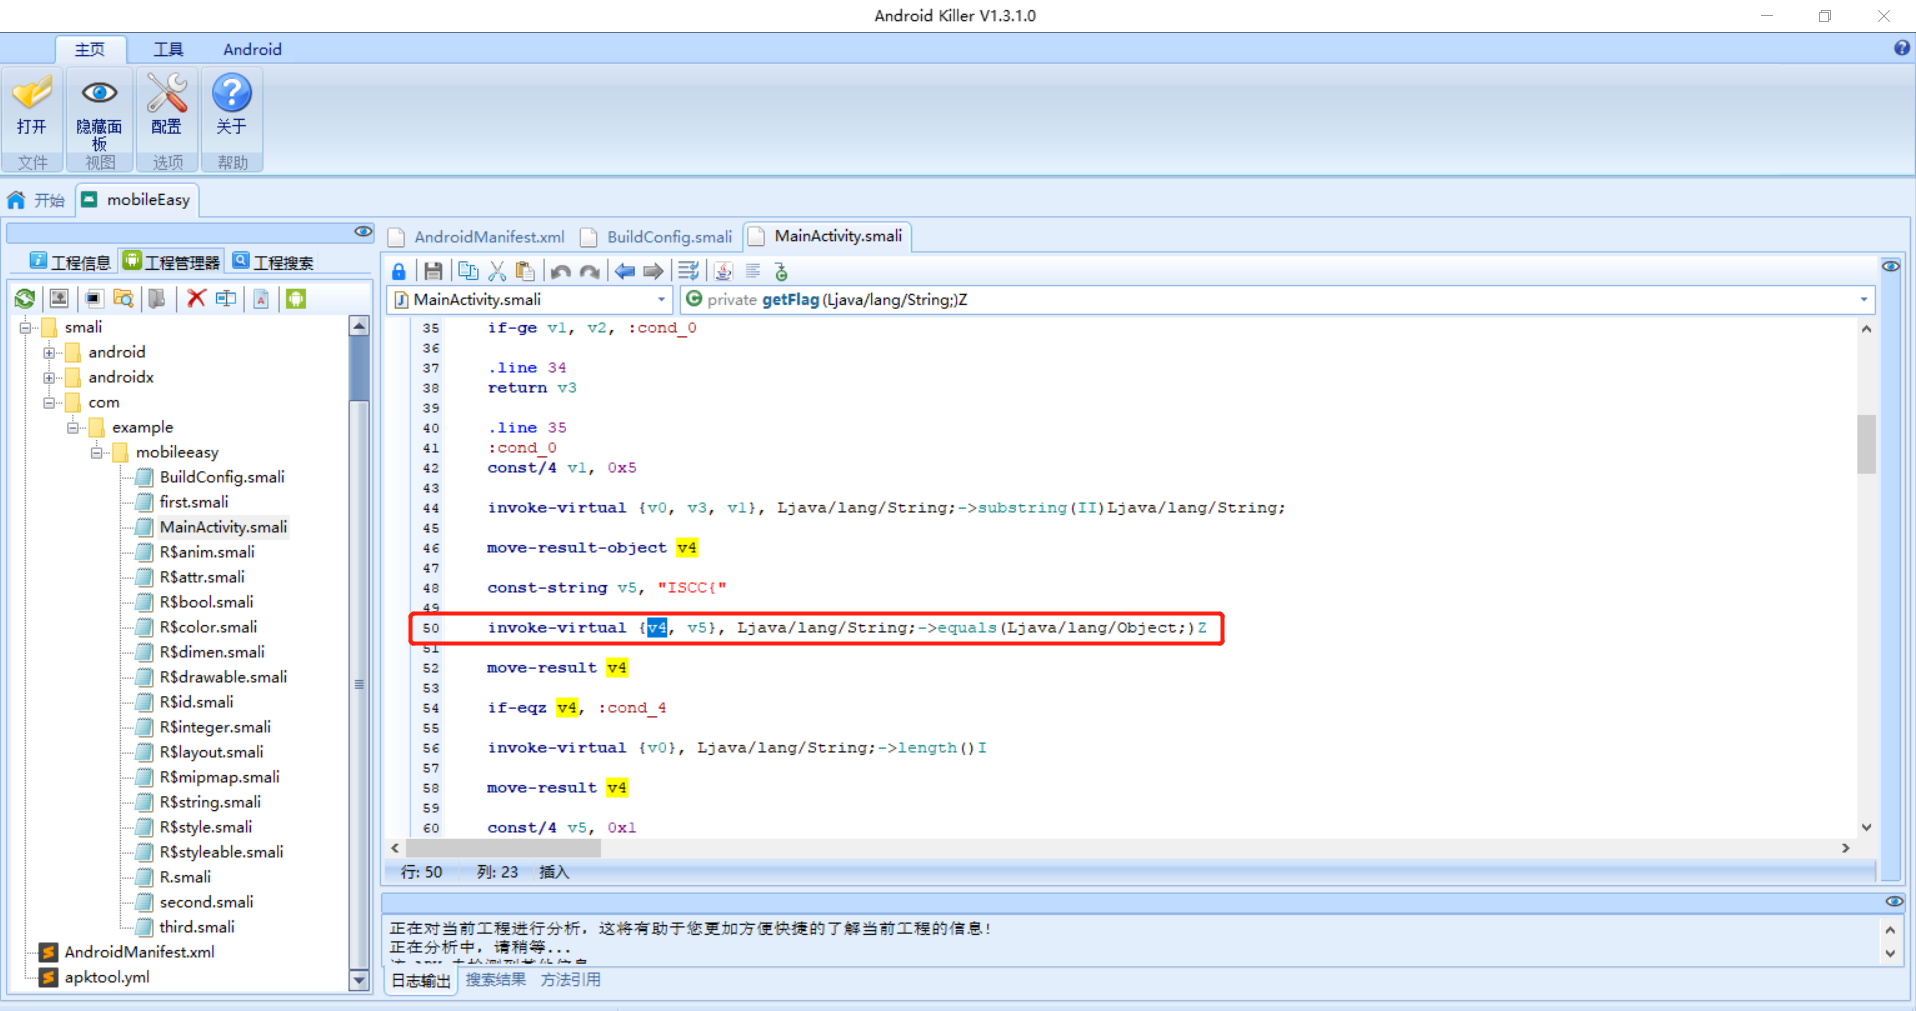 Android Killer V1.3.1.0
主页 工具 Android
打开 隐藏面板 配置 关于
文件 视图 选项 帮助
开始 mobileEasy
工程信息 工程管理器 工程搜索
smali
android
androidx
com
example
mobileeasy
BuildConfig.smali
first.smali
MainActivity.smali
R$anim.smali
R$attr.smali
R$bool.smali
R$color.smali
R$dimen.smali
R$drawable.smali
R$id.smali
R$integer.smali
R$layout.smali
R$mipmap.smali
R$string.smali
R$style.smali
R$styleable.smali
R.smali
second.smali
third.smali
AndroidManifest.xml
apktool.yml
AndroidManifest.xml BuildConfig.smali MainActivity.smali
MainActivity.smali private getFlag(Ljava/lang/String;)Z
35 if-ge v1, v2, :cond_0
36
37 .line 34
38 return v3
39
40 .line 35
41 :cond_0
42 const/4 v1, 0x5
43
44 invoke-virtual {v0, v3, v1}, Ljava/lang/String;->substring(II)Ljava/lang/String;
45
46 move-result-object v4
47
48 const-string v5, "ISCC{"
49
50 invoke-virtual {v4, v5}, Ljava/lang/String;->equals(Ljava/lang/Object;)Z
51
52 move-result v4
53
54 if-eqz v4, :cond_4
55
56 invoke-virtual {v0}, Ljava/lang/String;->length()I
57
58 move-result v4
59
60 const/4 v5, 0x1
行: 50 列: 23 插入
正在对当前工程进行分析，这将有助于您更加方便快捷的了解当前工程的信息！
正在分析中，请稍等...
日志输出 搜索结果 方法引用